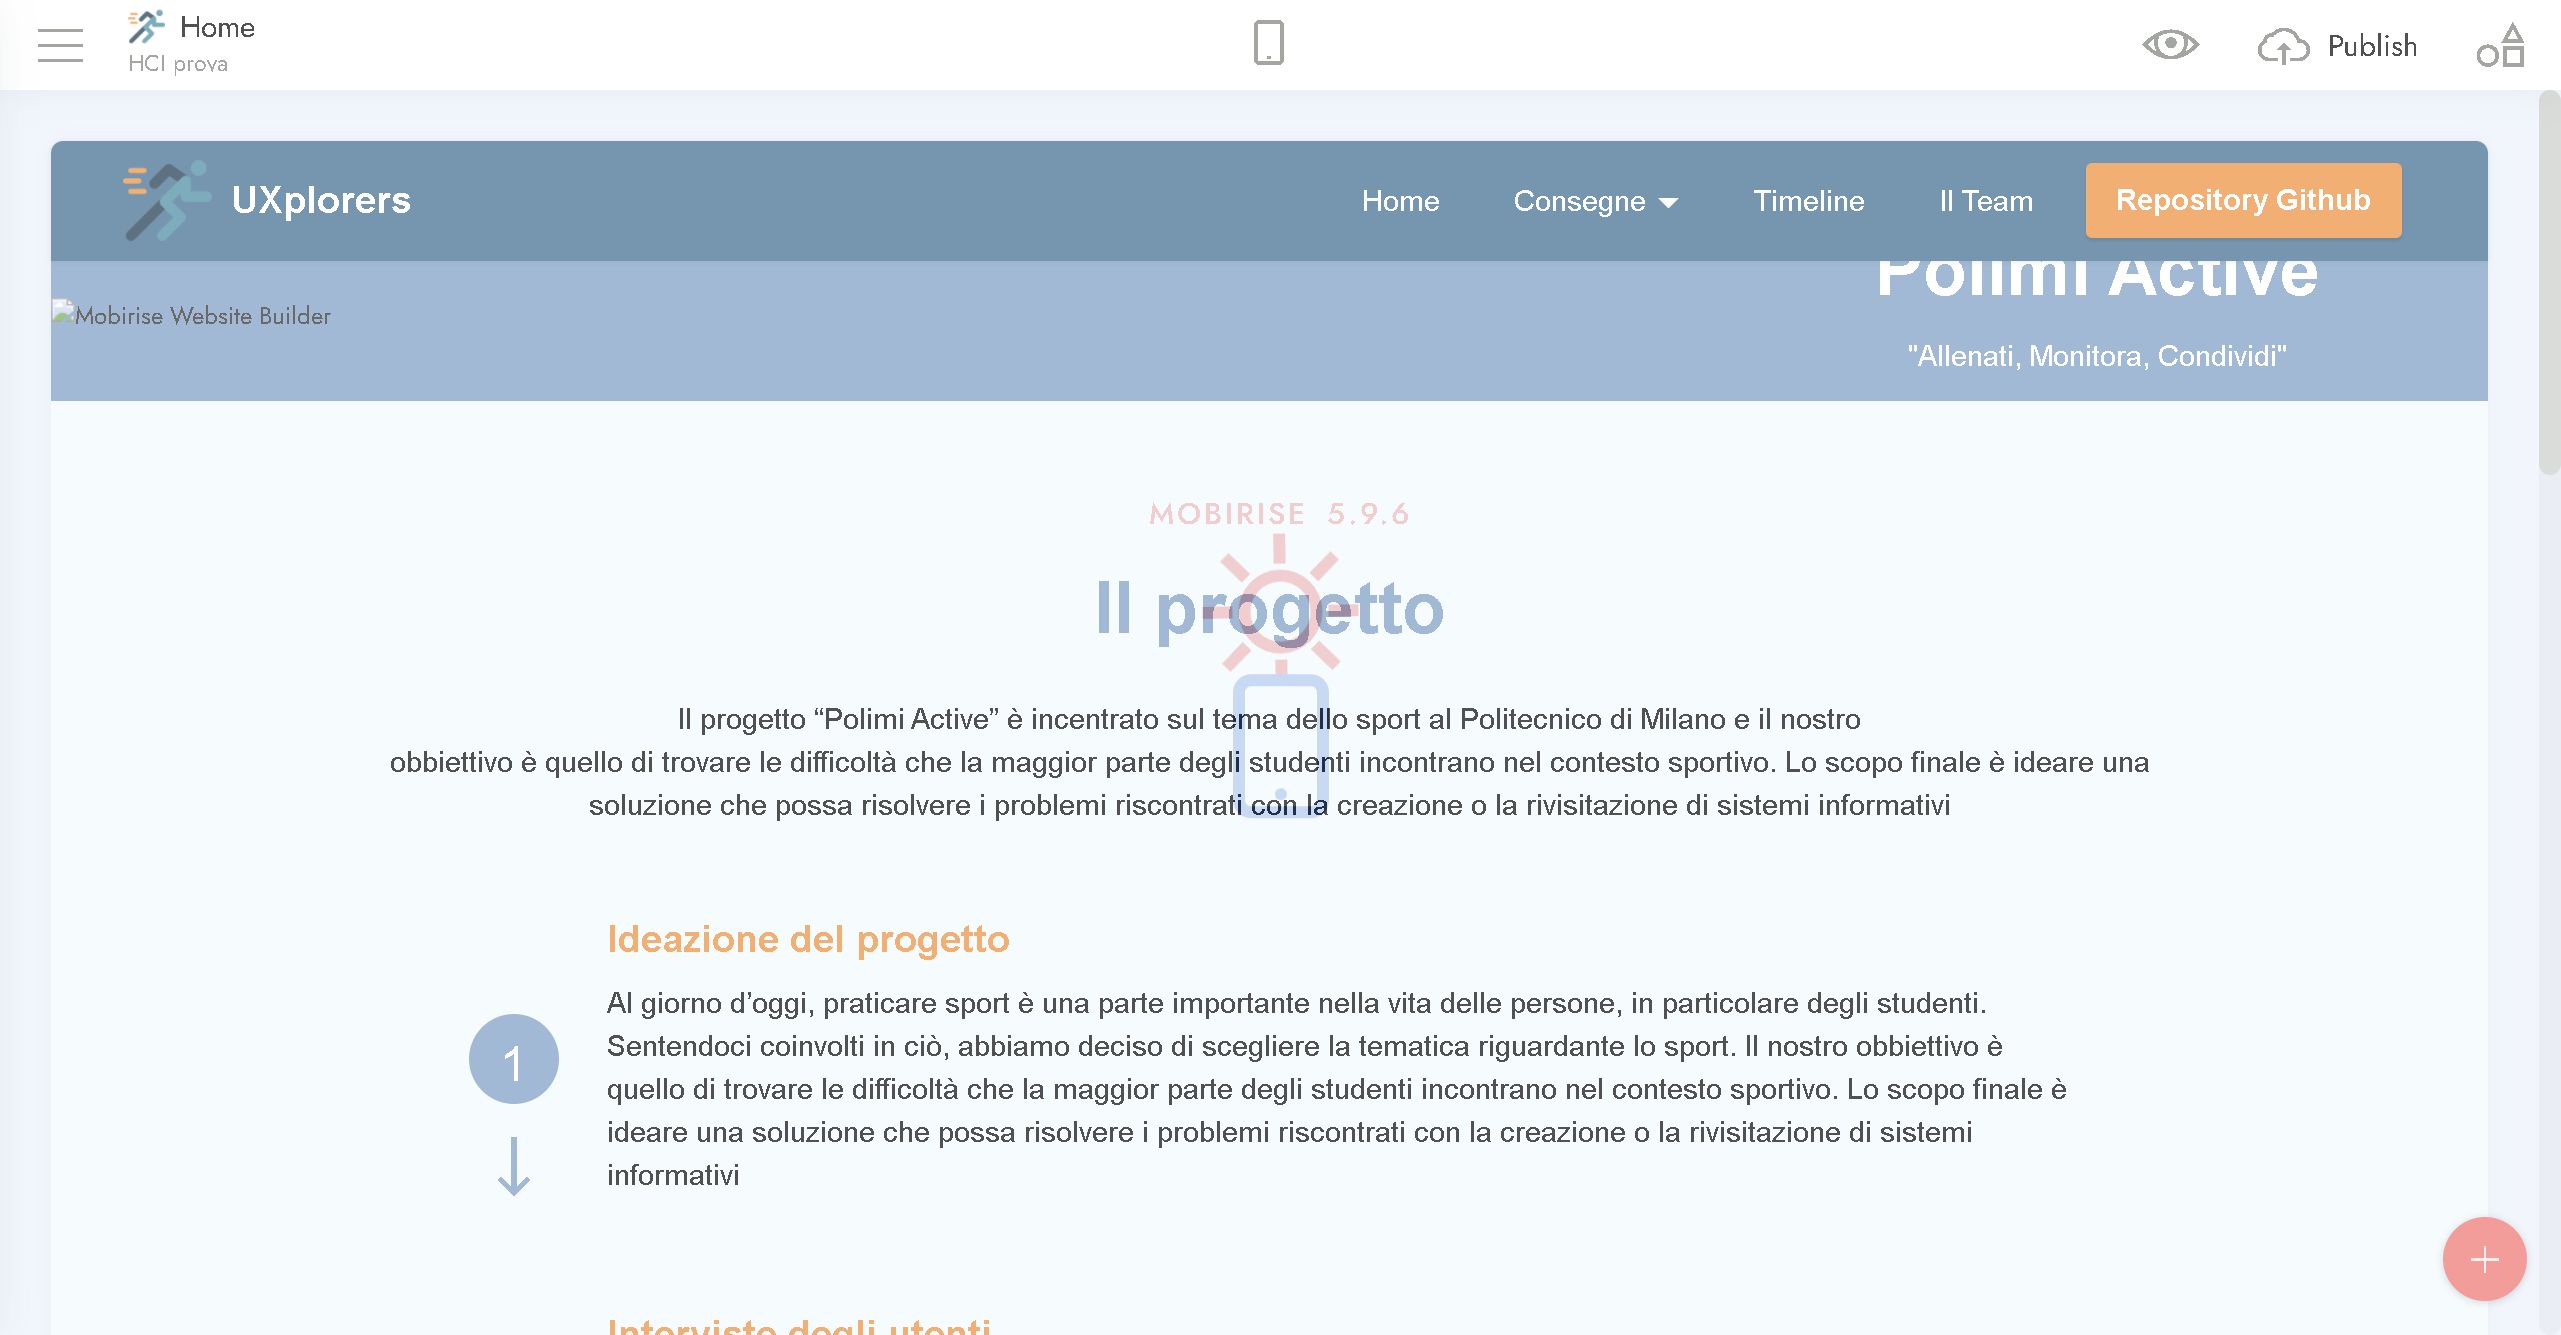 Home
HCI prova
Publish
UXplorers
Home
Consegne
Timeline
Il Team
Repository Github
Polimi Active
Mobirise Website Builder
"Allenati, Monitora, Condividi"
MOBIRISE 5.9.6
Il progetto
Il progetto “Polimi Active” è incentrato sul tema dello sport al Politecnico di Milano e il nostro
obbiettivo è quello di trovare le difficoltà che la maggior parte degli studenti incontrano nel contesto sportivo. Lo scopo finale è ideare una
soluzione che possa risolvere i problemi riscontrati con la creazione o la rivisitazione di sistemi informativi
Ideazione del progetto
1
Al giorno d’oggi, praticare sport è una parte importante nella vita delle persone, in particolare degli studenti.
Sentendoci coinvolti in ciò, abbiamo deciso di scegliere la tematica riguardante lo sport. Il nostro obbiettivo è
quello di trovare le difficoltà che la maggior parte degli studenti incontrano nel contesto sportivo. Lo scopo finale è
ideare una soluzione che possa risolvere i problemi riscontrati con la creazione o la rivisitazione di sistemi
informativi
Interviste degli utenti